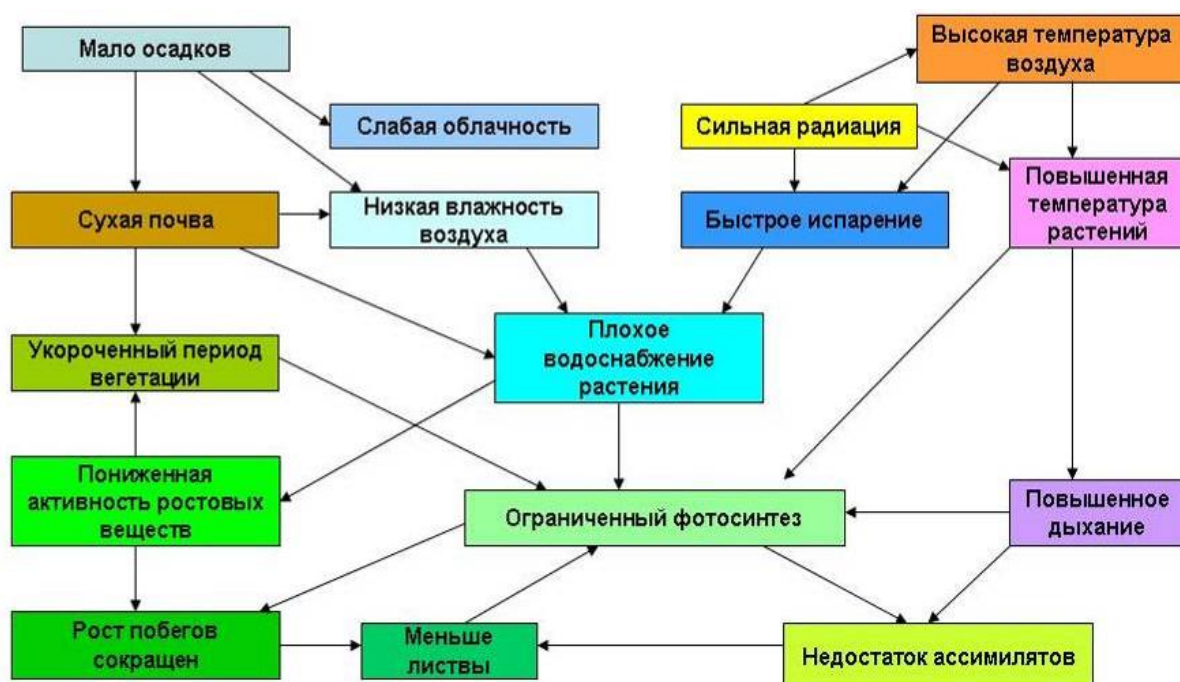 Мало осадков
Высокая температура
воздуха
Слабая облачность
Сильная радиация
Сухая почва
Низкая влажность
воздуха
Быстрое испарение
Повышенная
температура
растений
Укороченный период
вегетации
Плохое
водоснабжение
растения
Пониженная
активность ростовых
веществ
Ограниченный фотосинтез
Повышенное
дыхание
Рост побегов
сокращен
Меньше
листвы
Недостаток ассимилятов